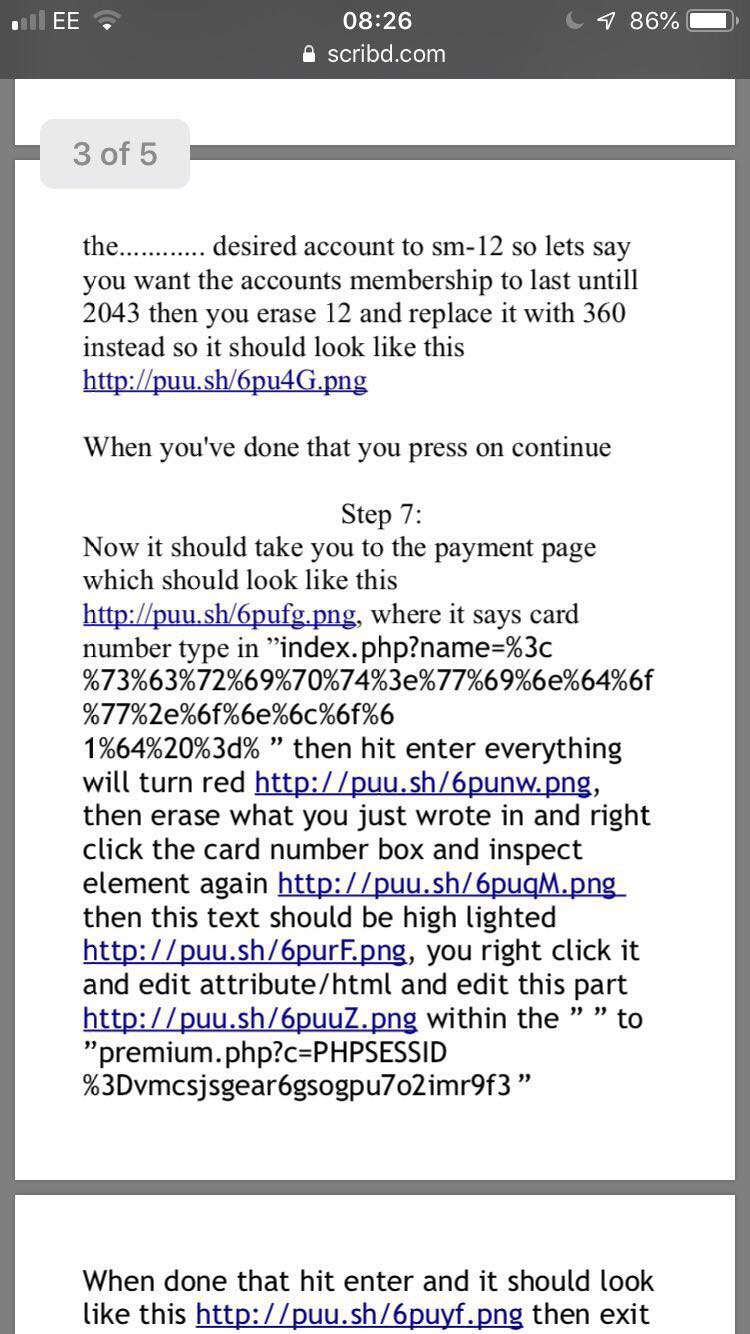 EE 08:26 86%
scribd.com
3 of 5
the............ desired account to sm-12 so lets say
you want the accounts membership to last untill
2043 then you erase 12 and replace it with 360
instead so it should look like this
http://puu.sh/6pu4G.png
When you've done that you press on continue
Step 7:
Now it should take you to the payment page
which should look like this
http://puu.sh/6pufg.png, where it says card
number type in ”index.php?name=%3c
%73%63%72%69%70%74%3e%77%69%6e%64%6f
%77%2e%6f%6e%6c%6f%6
1%64%20%3d% ” then hit enter everything
will turn red http://puu.sh/6punw.png,
then erase what you just wrote in and right
click the card number box and inspect
element again http://puu.sh/6puqM.png
then this text should be high lighted
http://puu.sh/6purF.png, you right click it
and edit attribute/html and edit this part
http://puu.sh/6puuZ.png within the ” ” to
”premium.php?c=PHPSESSID
%3Dvmcsjsgear6gsogpu7o2imr9f3 ”
When done that hit enter and it should look
like this http://puu.sh/6puyf.png then exit